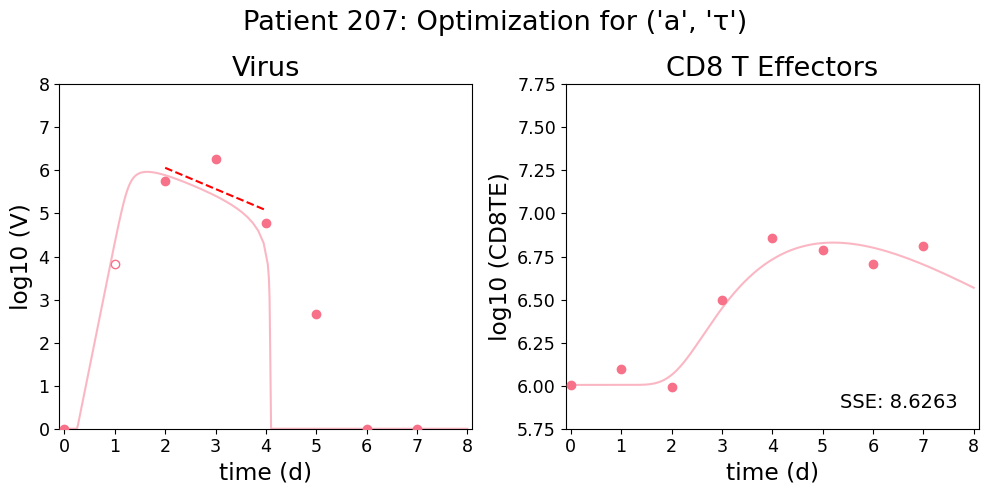 Patient 207: Optimization for ('a', 'τ')
Virus
log10 (V)
8
7
6
5
4
3
2
1
0
0 1 2 3 4 5 6 7 8
time (d)
CD8 T Effectors
log10 (CD8TE)
7.75
7.50
7.25
7.00
6.75
6.50
6.25
6.00
5.75
SSE: 8.6263
0 1 2 3 4 5 6 7 8
time (d)